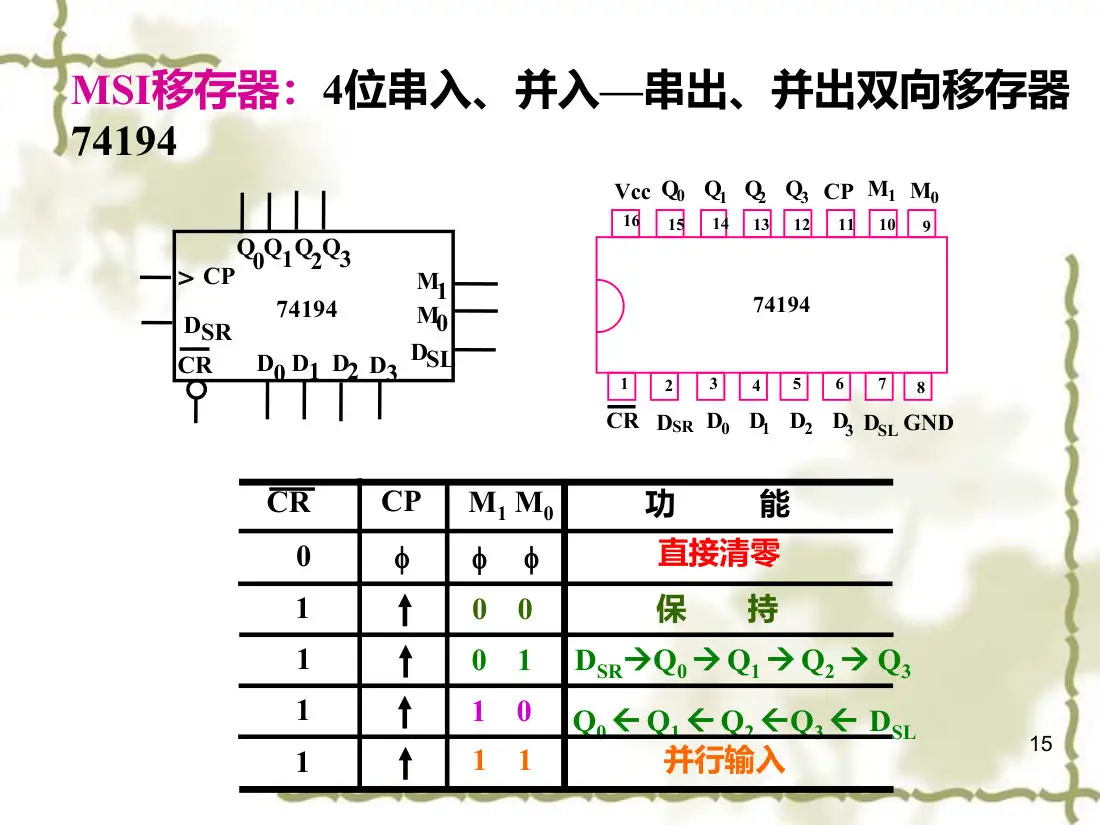 MSI移存器：4位串入、并入—串出、并出双向移存器
74194
Q0 Q1 Q2 Q3
> CP
M1
74194
M0
DSR
DSL
CR
D0 D1 D2 D3
Vcc Q0 Q1 Q2 Q3 CP M1 M0
16 15 14 13 12 11 10 9
74194
1 2 3 4 5 6 7 8
CR DSR D0 D1 D2 D3 DSL GND
CR CP M1 M0 功 能
0 ϕ ϕ ϕ 直接清零
1 ↑ 0 0 保 持
1 ↑ 0 1 DSR→Q0→Q1→Q2→Q3
1 ↑ 1 0 Q0←Q1←Q2←Q3←DSL
1 ↑ 1 1 并行输入
15